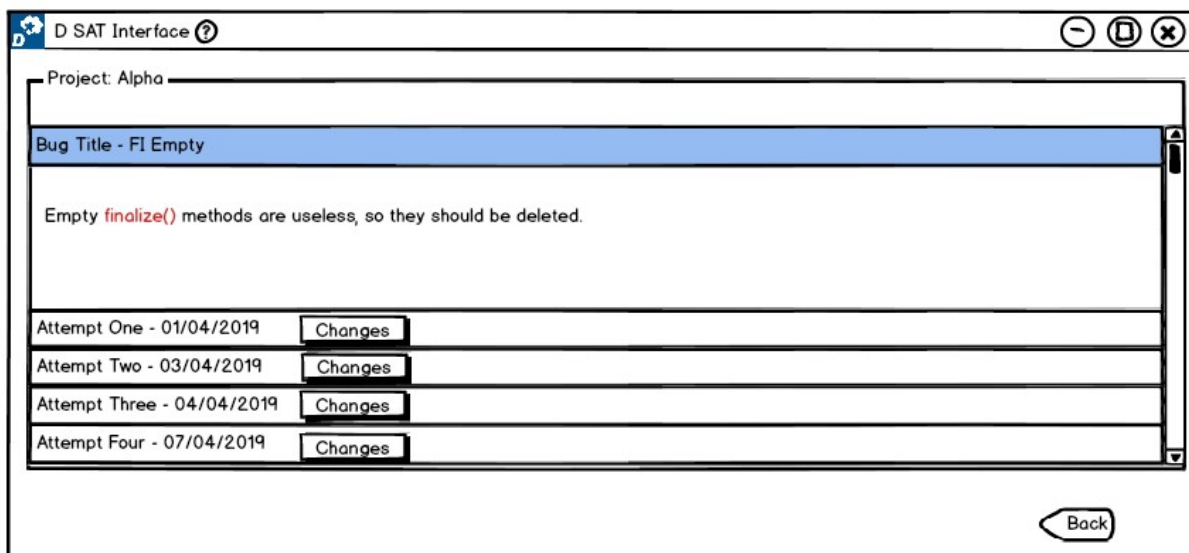 D SAT Interface ?
D
Project: Alpha
Bug Title - FI Empty
Empty finalize() methods are useless, so they should be deleted.
Attempt One - 01/04/2019 Changes
Attempt Two - 03/04/2019 Changes
Attempt Three - 04/04/2019 Changes
Attempt Four - 07/04/2019 Changes
Back